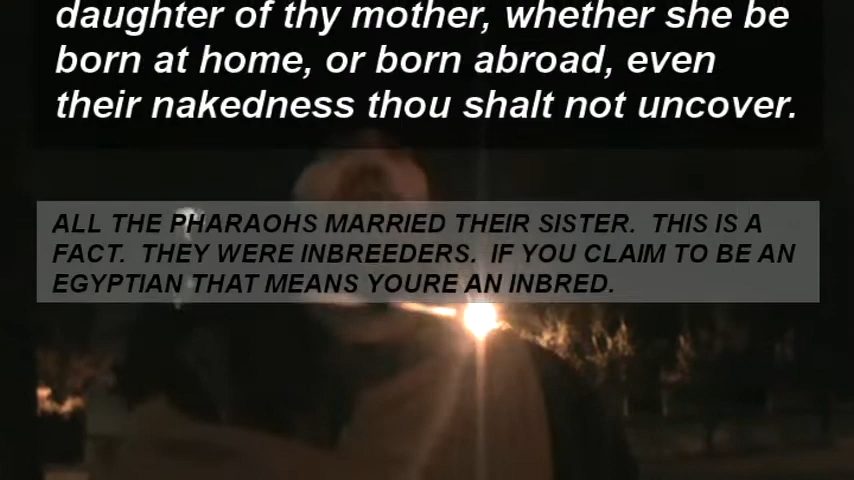 daughter of thy mother, whether she be
born at home, or born abroad, even
their nakedness thou shalt not uncover.
ALL THE PHARAOHS MARRIED THEIR SISTER. THIS IS A
FACT. THEY WERE INBREEDERS. IF YOU CLAIM TO BE AN
EGYPTIAN THAT MEANS YOURE AN INBRED.